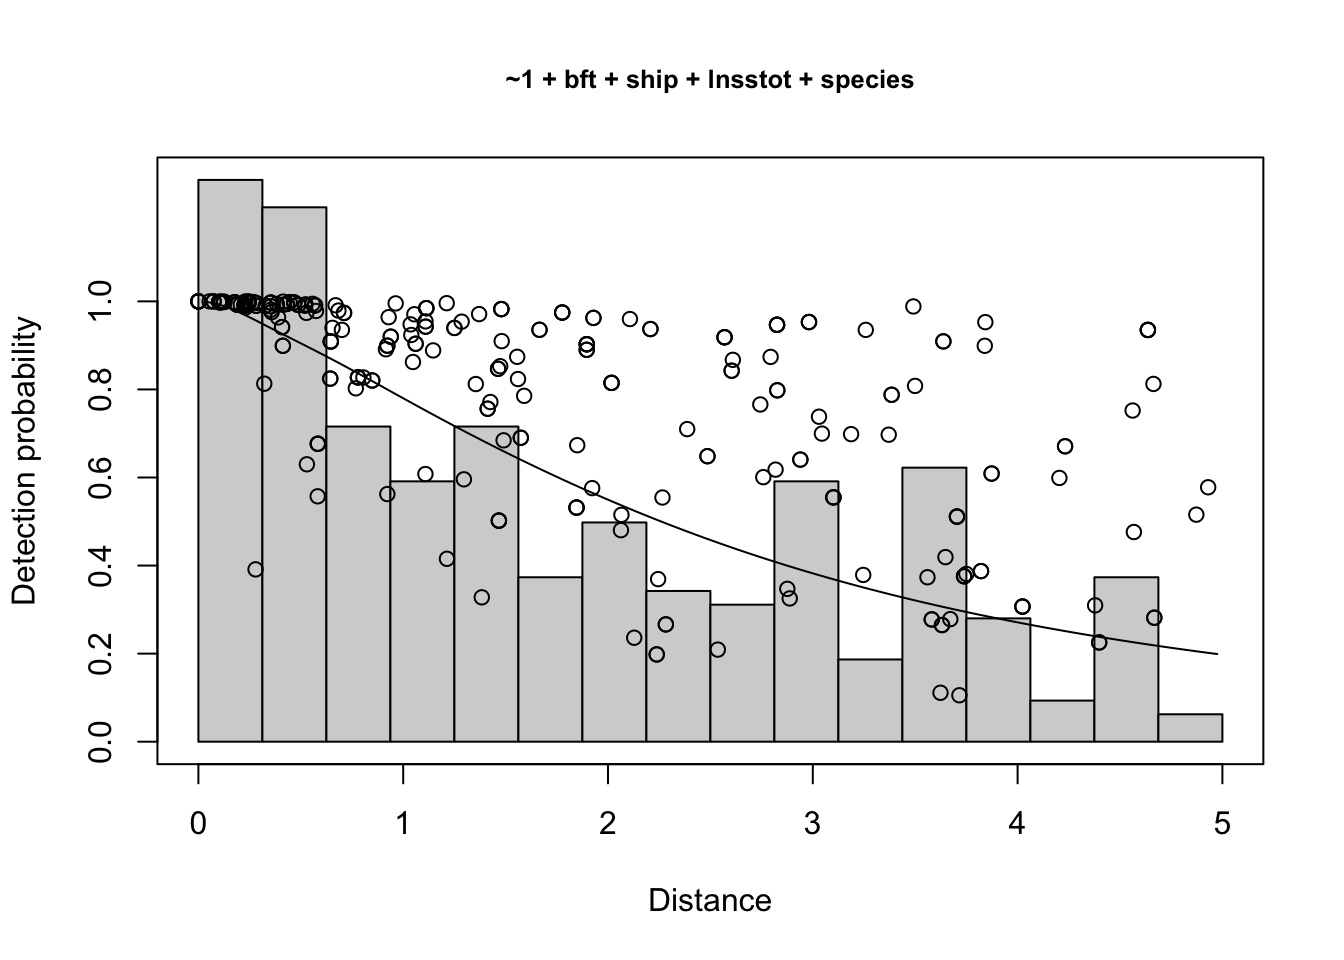 ~1 + bft + ship + lnsstot + species
Detection probability
1.0
0.8
0.6
0.4
0.2
0.0
0 1 2 3 4 5
Distance